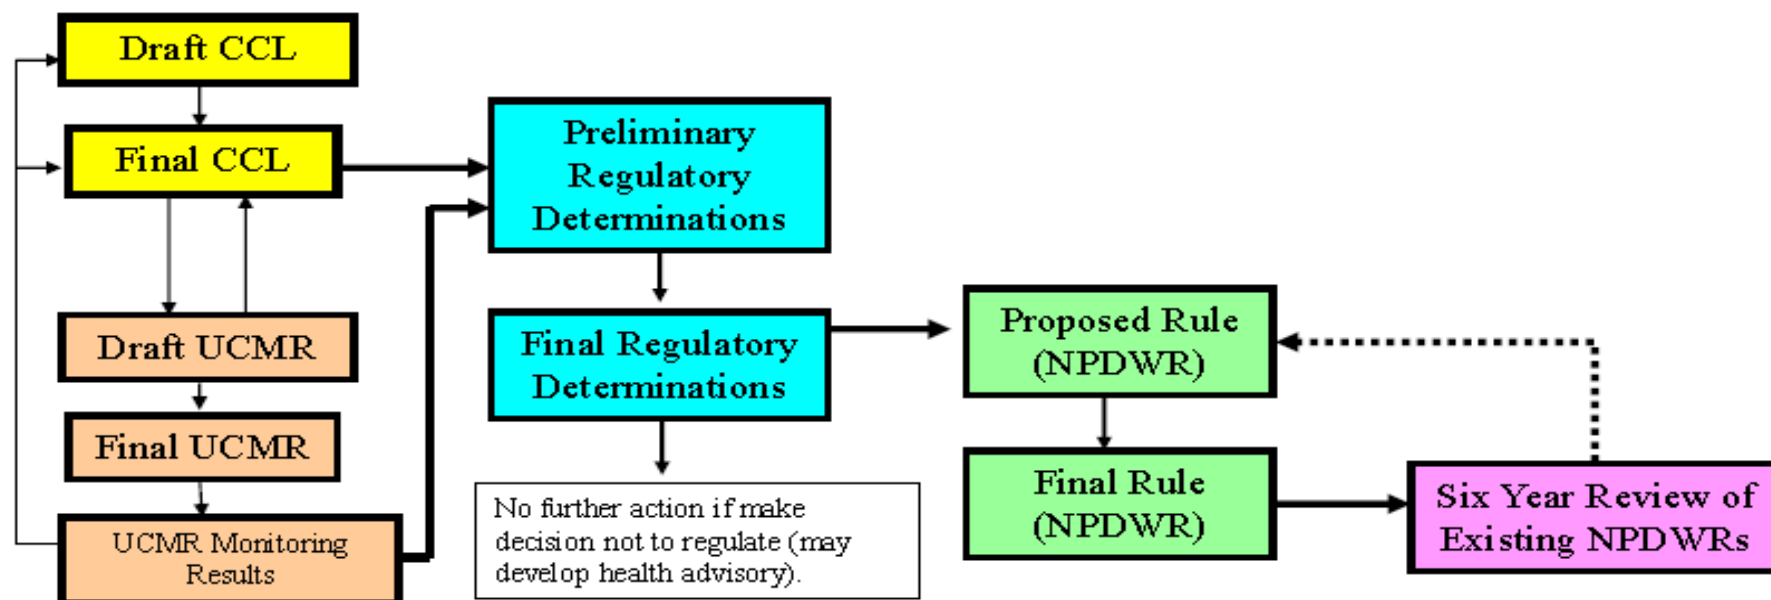 Draft CCL
Final CCL
Draft UCMR
Final UCMR
UCMR Monitoring
Results
Preliminary
Regulatory
Determinations
Final Regulatory
Determinations
No further action if make
decision not to regulate (may
develop health advisory).
Proposed Rule
(NPDWR)
Final Rule
(NPDWR)
Six Year Review of
Existing NPDWRs